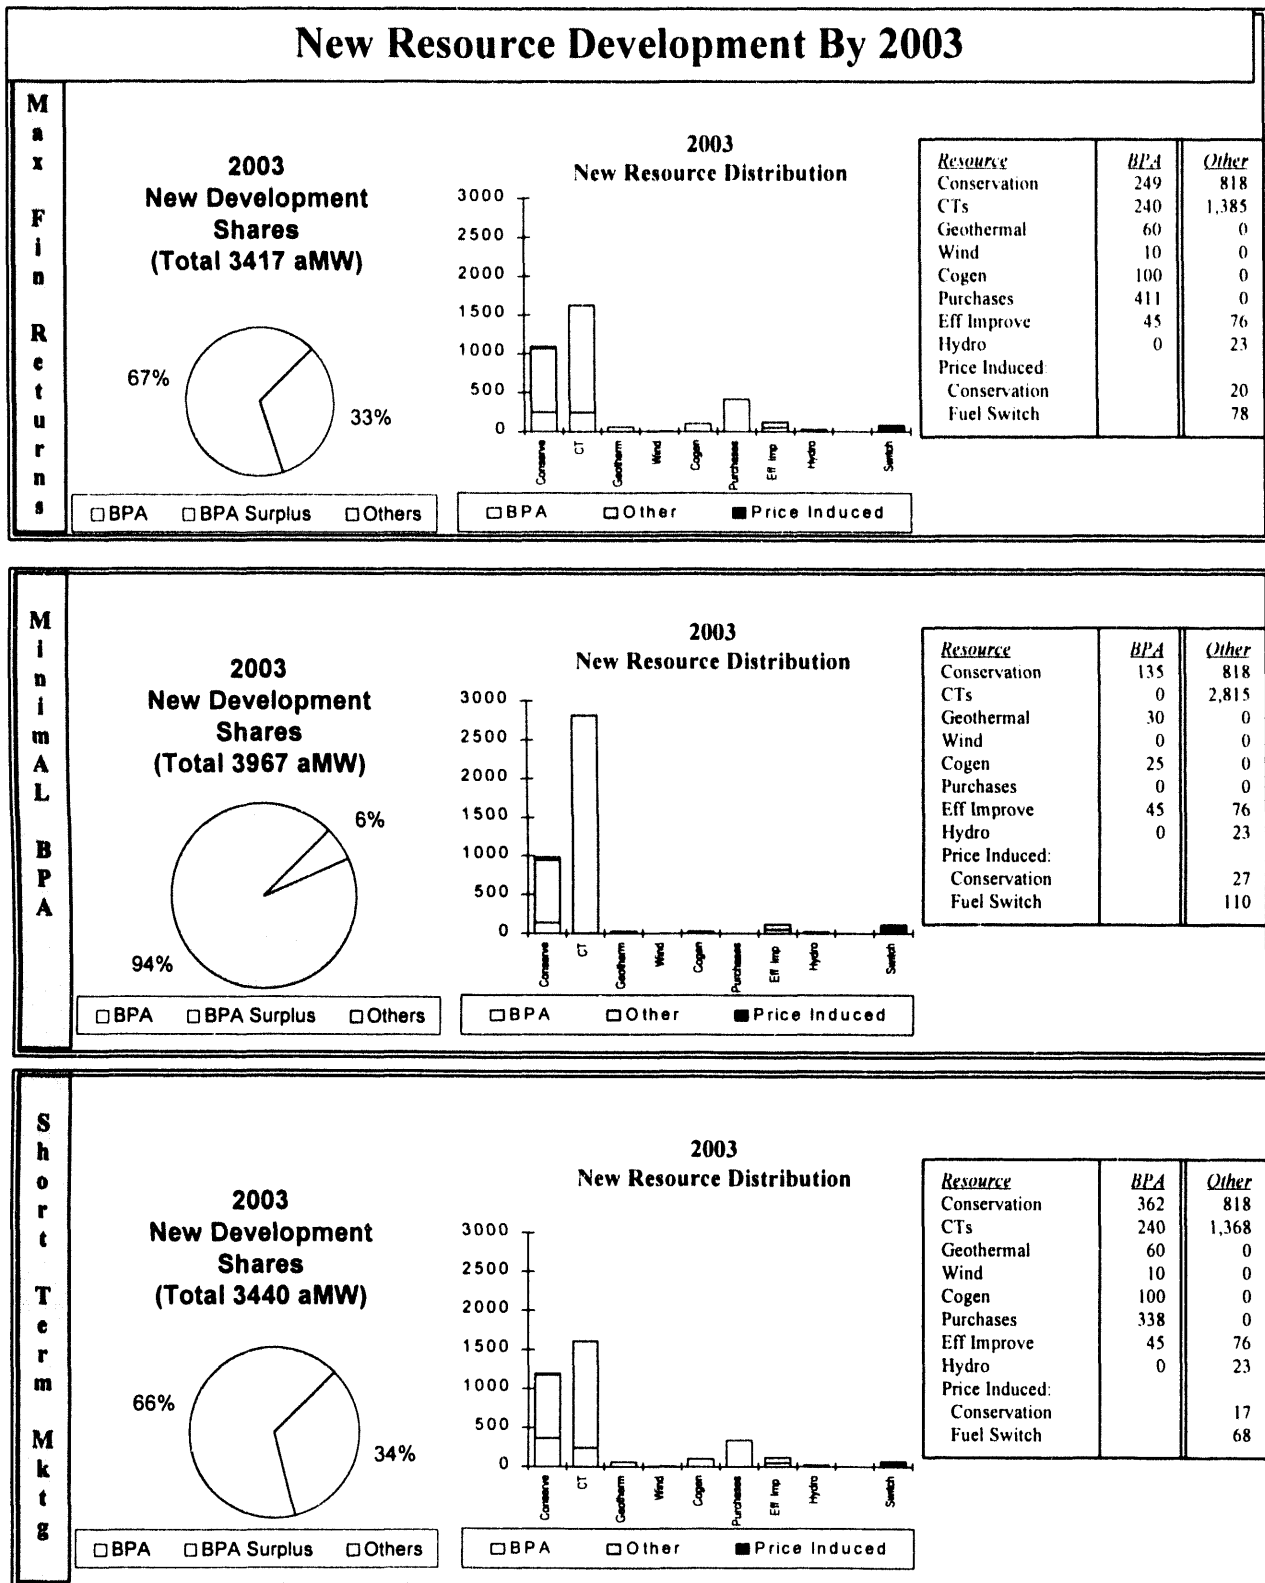 New Resource Development By 2003
Max Fin Returns
2003
New Development
Shares
(Total 3417 aMW)
67%
33%
BPA BPA Surplus Others
2003
New Resource Distribution
3000
2500
2000
1500
1000
500
0
Conserve CT Geotherm Wind Cogen Purchases Eff Imp Hydro Switch
BPA Other Price Induced
Resource BPA Other
Conservation 249 818
CTs 240 1,385
Geothermal 60 0
Wind 10 0
Cogen 100 0
Purchases 411 0
Eff Improve 45 76
Hydro 0 23
Price Induced:
Conservation 20
Fuel Switch 78
MinimAL BPA
2003
New Development
Shares
(Total 3967 aMW)
6%
94%
BPA BPA Surplus Others
2003
New Resource Distribution
3000
2500
2000
1500
1000
500
0
Conserve CT Geotherm Wind Cogen Purchases Eff Imp Hydro Switch
BPA Other Price Induced
Resource BPA Other
Conservation 135 818
CTs 0 2,815
Geothermal 30 0
Wind 0 0
Cogen 25 0
Purchases 0 0
Eff Improve 45 76
Hydro 0 23
Price Induced:
Conservation 27
Fuel Switch 110
Short Term Mktg
2003
New Development
Shares
(Total 3440 aMW)
66%
34%
BPA BPA Surplus Others
2003
New Resource Distribution
3000
2500
2000
1500
1000
500
0
Conserve CT Geotherm Wind Cogen Purchases Eff Imp Hydro Switch
BPA Other Price Induced
Resource BPA Other
Conservation 362 818
CTs 240 1,368
Geothermal 60 0
Wind 10 0
Cogen 100 0
Purchases 338 0
Eff Improve 45 76
Hydro 0 23
Price Induced:
Conservation 17
Fuel Switch 68